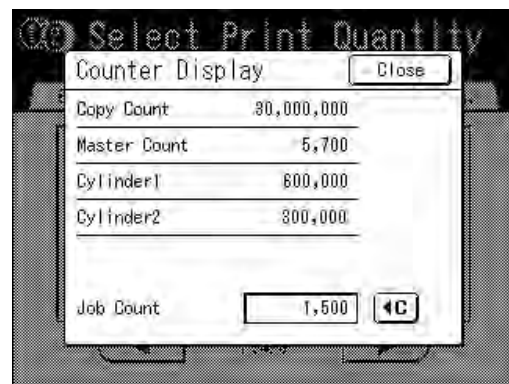 Select Print Quantity
Counter Display
Close
Copy Count 30,000,000
Master Count 5,700
Cylinder1 600,000
Cylinder2 300,000
Job Count 1,500 ◀C